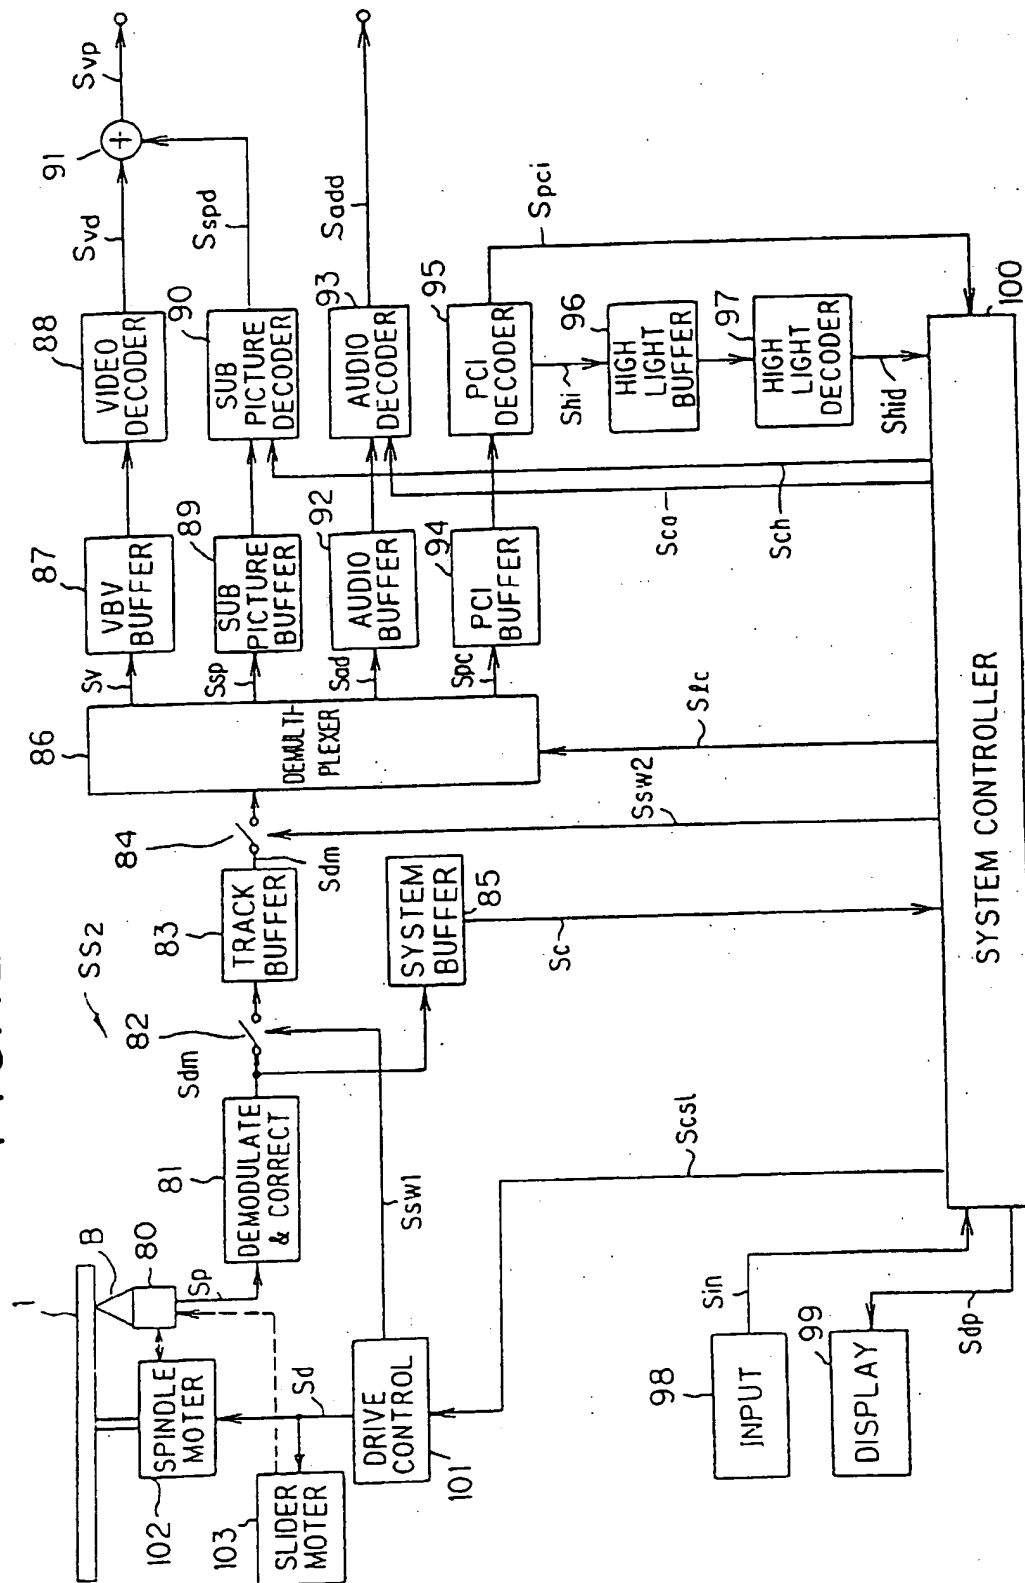 SS2
1
B
80
Sp
SPINDLE
MOTER
102
SLIDER
MOTER
103
Sd
DRIVE
CONTROL
101
DEMODULATE
& CORRECT
81
Sdm
82
Ssw1
TRACK
BUFFER
83
Sdm
84
SYSTEM
BUFFER
85
Sc
Ssw2
Slc
DEMULTI-
PLEXER
86
Sv
Ssp
Sad
Spc
VBV
BUFFER
87
SUB
PICTURE
BUFFER
89
AUDIO
BUFFER
92
PCI
BUFFER
94
VIDEO
DECODER
88
SUB
PICTURE
DECODER
90
AUDIO
DECODER
93
PCI
DECODER
95
Svd
Sspd
91
+
Svp
Sadd
Spci
Shi
HIGH
LIGHT
BUFFER
96
HIGH
LIGHT
DECODER
97
Shid
Sca
Sch
Scsl
INPUT
98
Sin
DISPLAY
99
Sdp
SYSTEM CONTROLLER
100